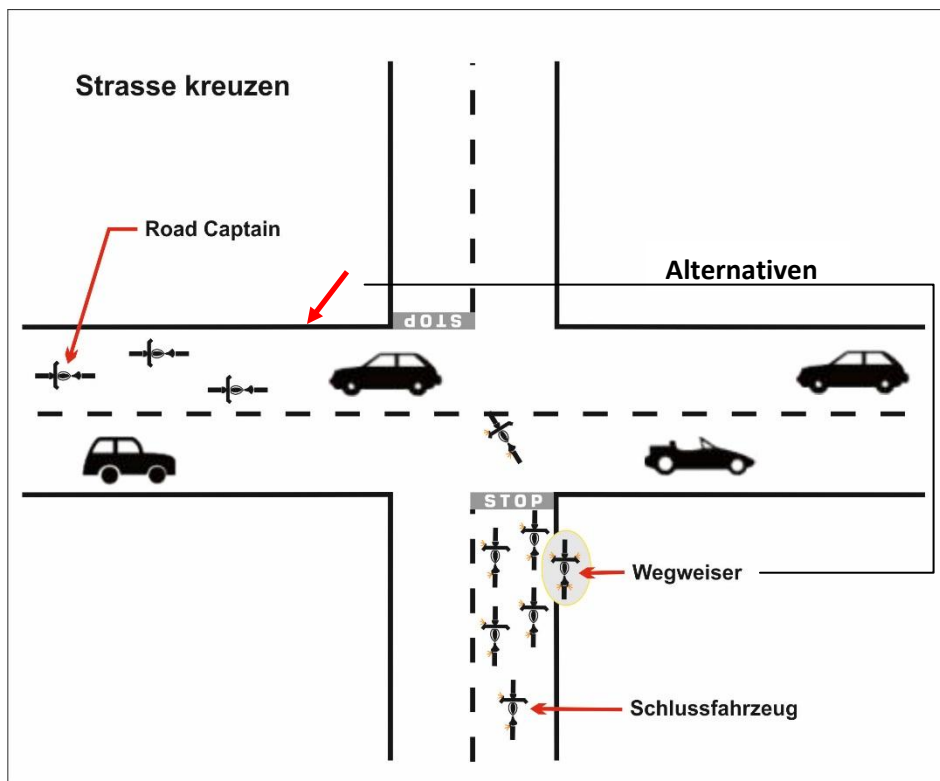 Strasse kreuzen
Road Captain
Alternativen
STOP
STOP
Wegweiser
Schlussfahrzeug